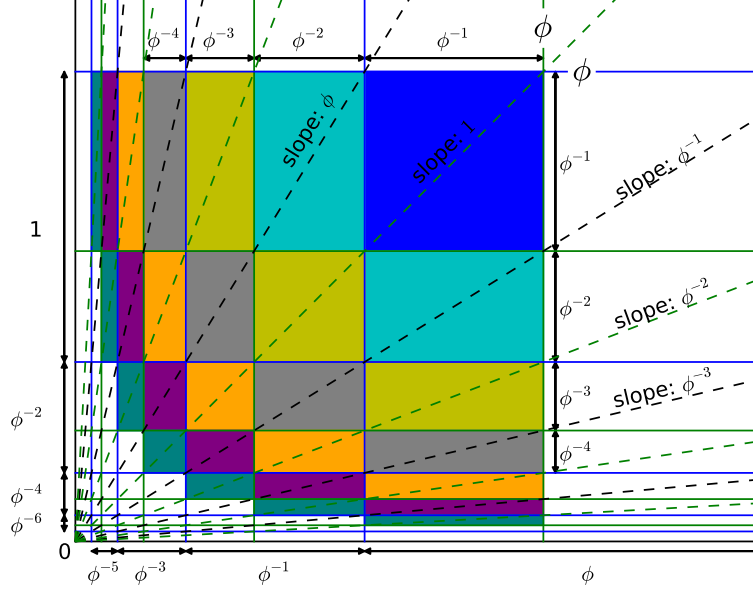 ϕ
ϕ⁻⁴ ϕ⁻³ ϕ⁻² ϕ⁻¹
ϕ
slope: ϕ
slope: 1
slope: ϕ⁻¹
ϕ⁻¹
1
slope: ϕ⁻²
ϕ⁻²
slope: ϕ⁻³
ϕ⁻³
ϕ⁻²
ϕ⁻⁴
ϕ⁻⁴
ϕ⁻⁶
0
ϕ⁻⁵ ϕ⁻³ ϕ⁻¹ ϕ